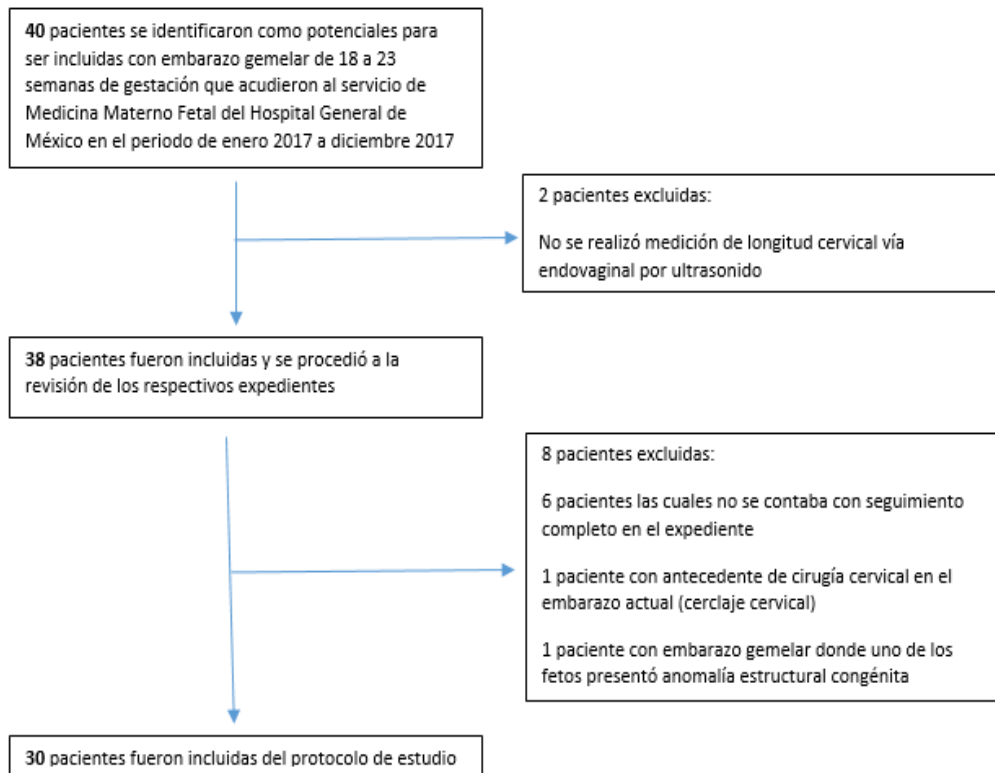 40 pacientes se identificaron como potenciales para
ser incluidas con embarazo gemelar de 18 a 23
semanas de gestación que acudieron al servicio de
Medicina Materno Fetal del Hospital General de
México en el periodo de enero 2017 a diciembre 2017
2 pacientes excluidas:
No se realizó medición de longitud cervical vía
endovaginal por ultrasonido
38 pacientes fueron incluidas y se procedió a la
revisión de los respectivos expedientes
8 pacientes excluidas:
6 pacientes las cuales no se contaba con seguimiento
completo en el expediente
1 paciente con antecedente de cirugía cervical en el
embarazo actual (cerclaje cervical)
1 paciente con embarazo gemelar donde uno de los
fetos presentó anomalía estructural congénita
30 pacientes fueron incluidas del protocolo de estudio